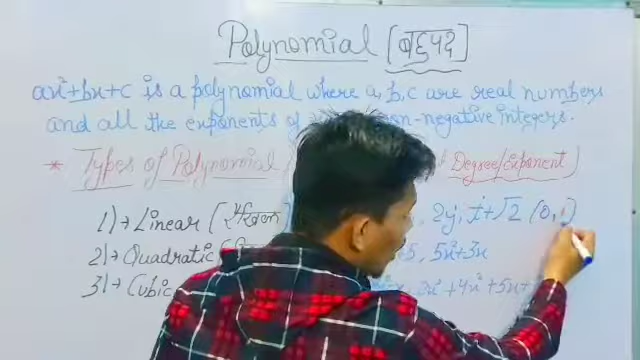 Polynomial [बहुपद]
ax²+bx+c is a polynomial where a, b, c are real numbers
and all the exponents of non-negative integers.
* Types of Polynomial Degree/Exponent)
1)→ Linear [रैखिक , 2y, t+√2 (0,1)
2)→ Quadratic +5, 5x²+3x
3)→ Cubic +4x²+5x+